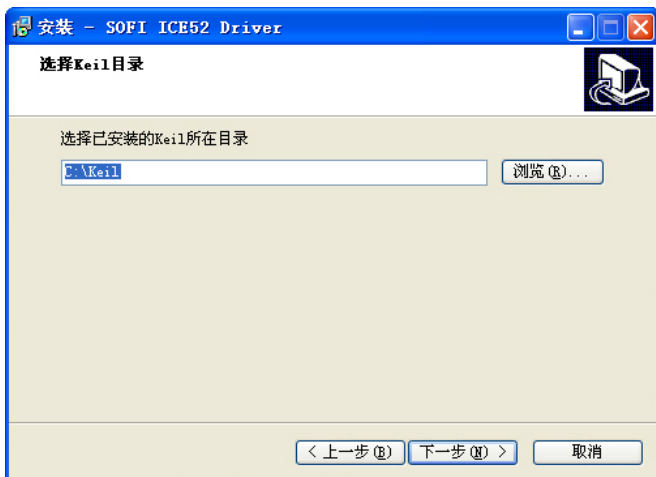 安装 - SOFI ICE52 Driver
选择Keil目录
选择已安装的Keil所在目录
C:\Keil
浏览(R)...
< 上一步(B)
下一步(N) >
取消